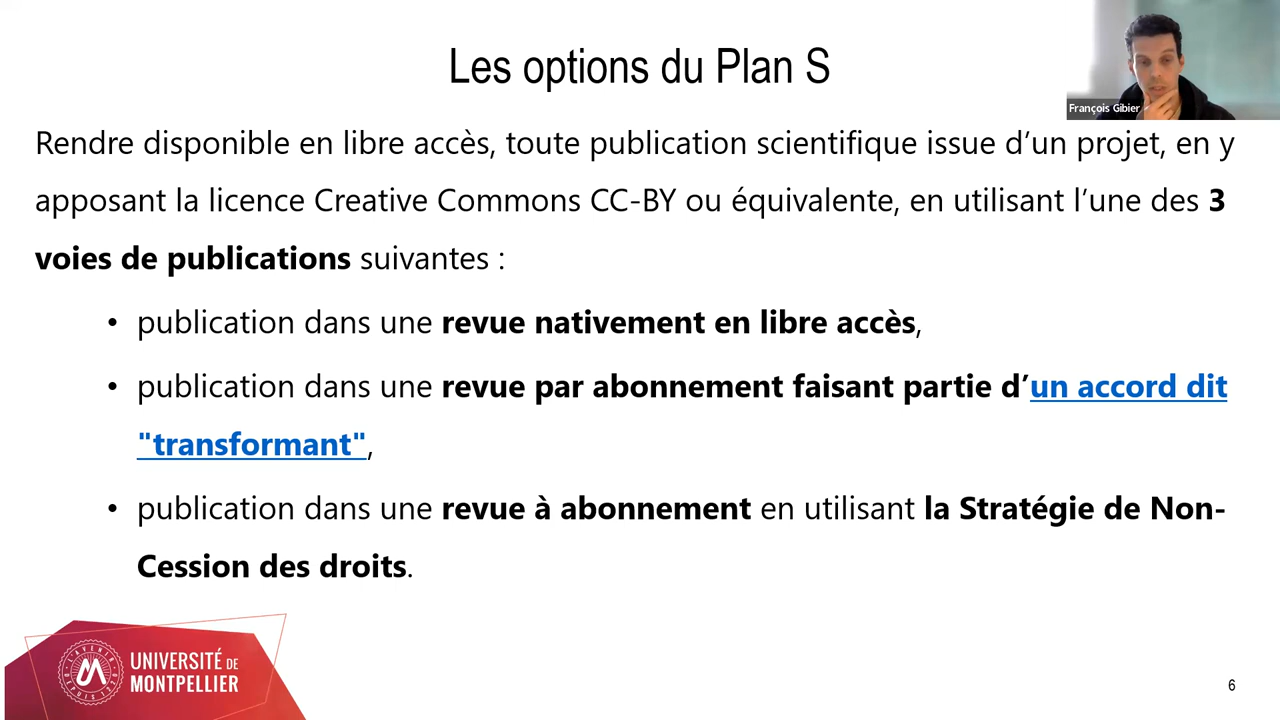 Les options du Plan S
François Gibier
Rendre disponible en libre accès, toute publication scientifique issue d’un projet, en y
apposant la licence Creative Commons CC-BY ou équivalente, en utilisant l’une des 3
voies de publications suivantes :
• publication dans une revue nativement en libre accès,
• publication dans une revue par abonnement faisant partie d’un accord dit
"transformant",
• publication dans une revue à abonnement en utilisant la Stratégie de Non-
Cession des droits.
UNIVERSITÉ DE
MONTPELLIER
6